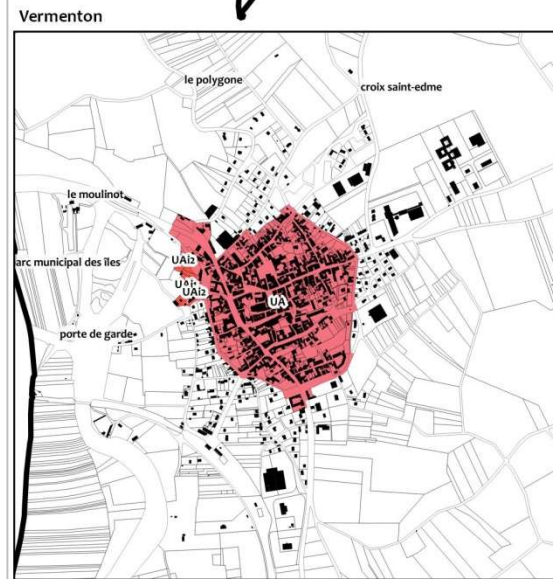 Vermenton
le polygone
croix saint-edme
le moulinot
UAi2
arc municipal des îles
UAi2
UA
porte de garde